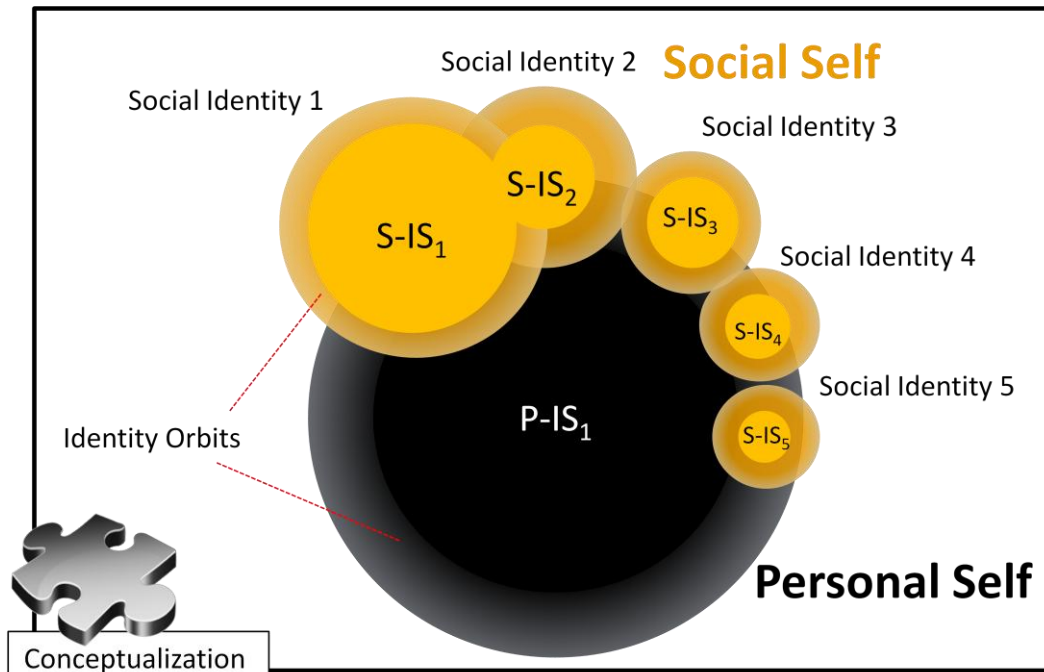 Social Self
Social Identity 2
Social Identity 1
Social Identity 3
S-IS₂
S-IS₁
S-IS₃
Social Identity 4
S-IS₄
Social Identity 5
P-IS₁
S-IS₅
Identity Orbits
Personal Self
Conceptualization